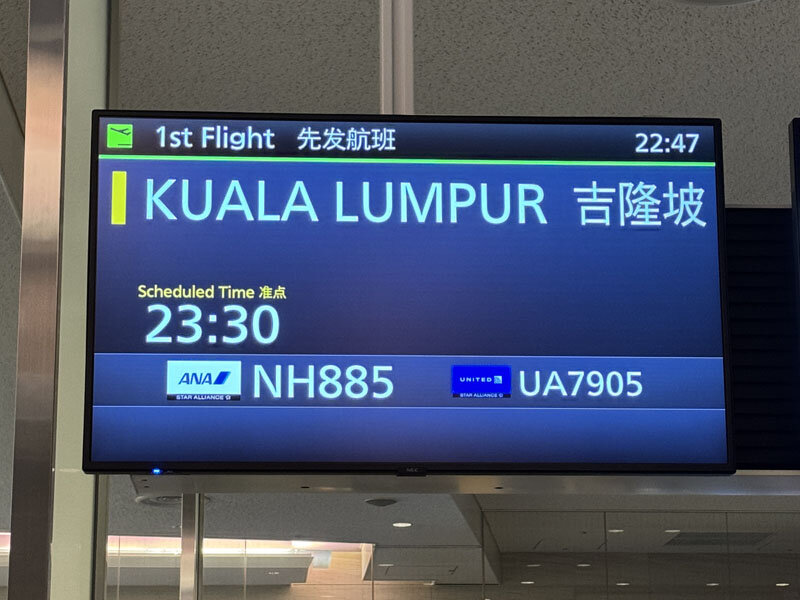 1st Flight 先发航班 22:47
KUALA LUMPUR 吉隆坡
Scheduled Time 准点
23:30
ANA NH885 UNITED UA7905
STAR ALLIANCE STAR ALLIANCE
NEC